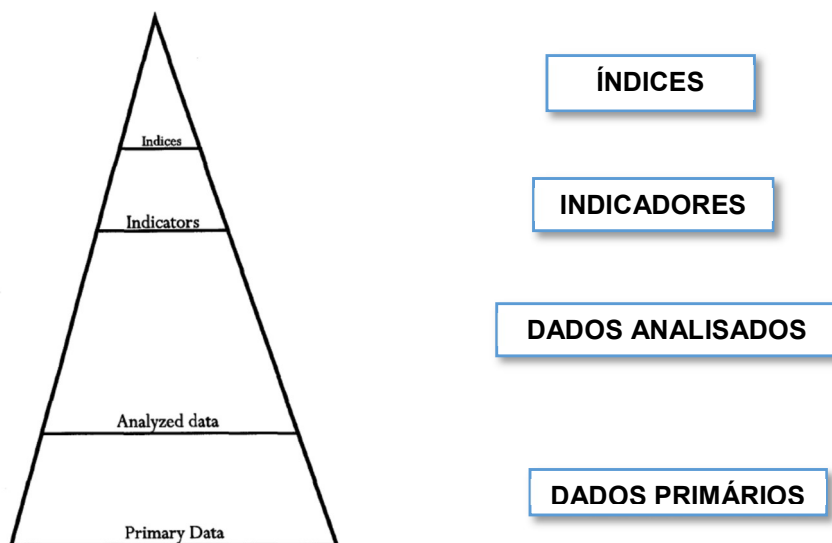 ÍNDICES
Indices
INDICADORES
Indicators
DADOS ANALISADOS
Analyzed data
DADOS PRIMÁRIOS
Primary Data